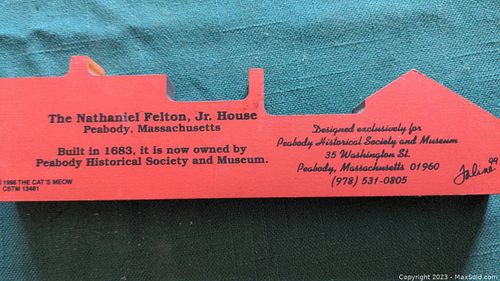 The Nathaniel Felton, Jr. House
Peabody, Massachusetts
Built in 1683, it is now owned by
Peabody Historical Society and Museum.
© 1996 THE CAT'S MEOW
CSTM 13481
Designed exclusively for
Peabody Historical Society and Museum
35 Washington St.
Peabody, Massachusetts 01960
(978) 531-0805
Faline 99
Copyright 2023 - MaxSold.com